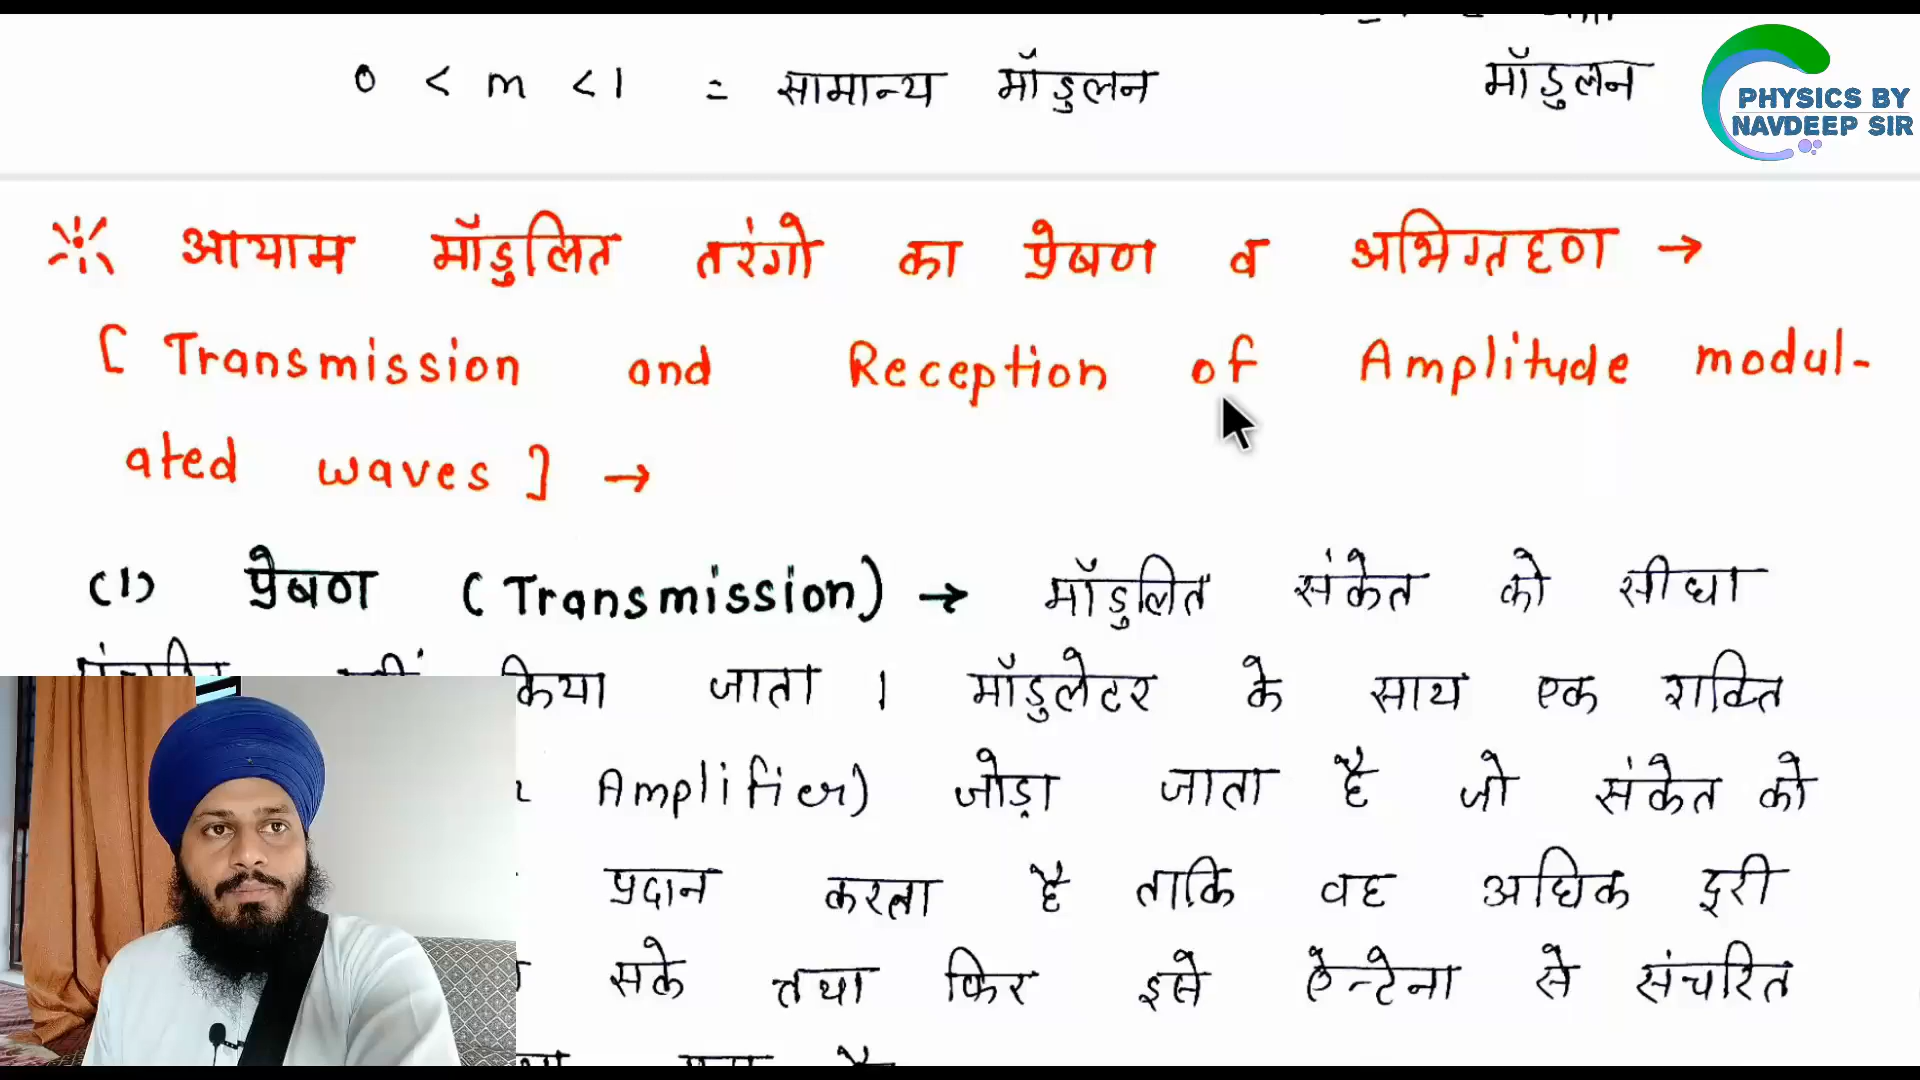 0 < m < 1 = सामान्य मॉडुलन मॉडुलन
PHYSICS BY
NAVDEEP SIR
आयाम मॉडुलित तरंगो का प्रेषण व अभिग्रहण →
[ Transmission and Reception of Amplitude modul-
ated waves ] →
(1) प्रेषण ( Transmission) → मॉडुलित संकेत को सीधा
किया जाता । मॉडुलेटर के साथ एक शक्ति
Amplifier) जोड़ा जाता है जो संकेत को
प्रदान करता है ताकि वह अधिक दूरी
सके तथा फिर इसे ऐन्टेना से संचरित